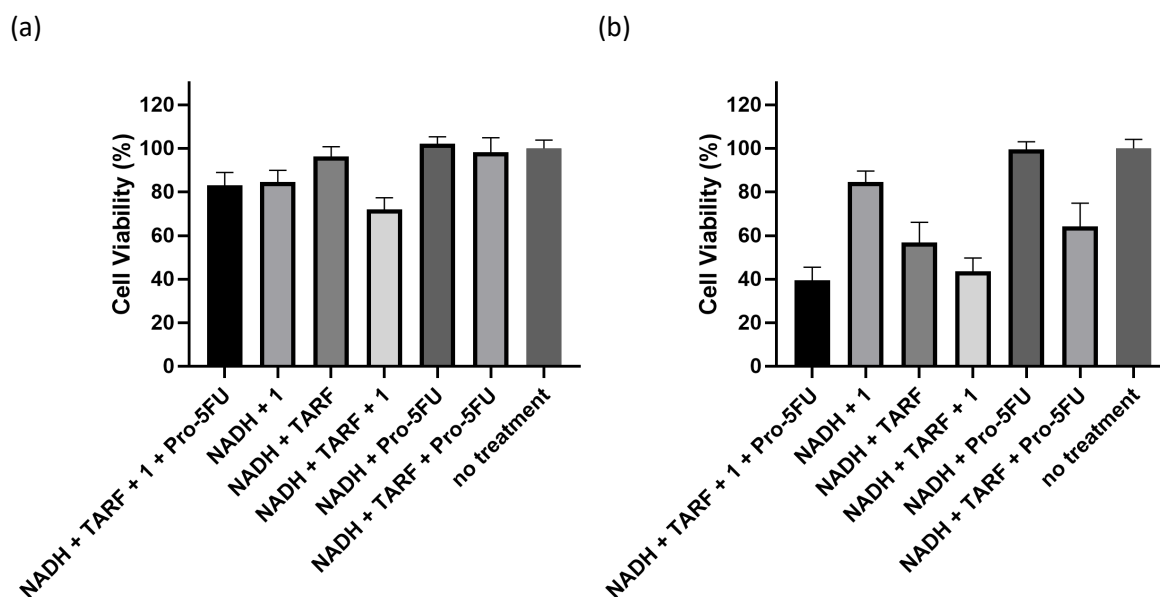 (a)
Cell Viability (%)
120
100
80
60
40
20
0
NADH + TARF + 1 + Pro-5FU
NADH + 1
NADH + TARF
NADH + TARF + 1
NADH + Pro-5FU
NADH + TARF + Pro-5FU
no treatment
(b)
Cell Viability (%)
120
100
80
60
40
20
0
NADH + TARF + 1 + Pro-5FU
NADH + 1
NADH + TARF
NADH + TARF + 1
NADH + Pro-5FU
NADH + TARF + Pro-5FU
no treatment